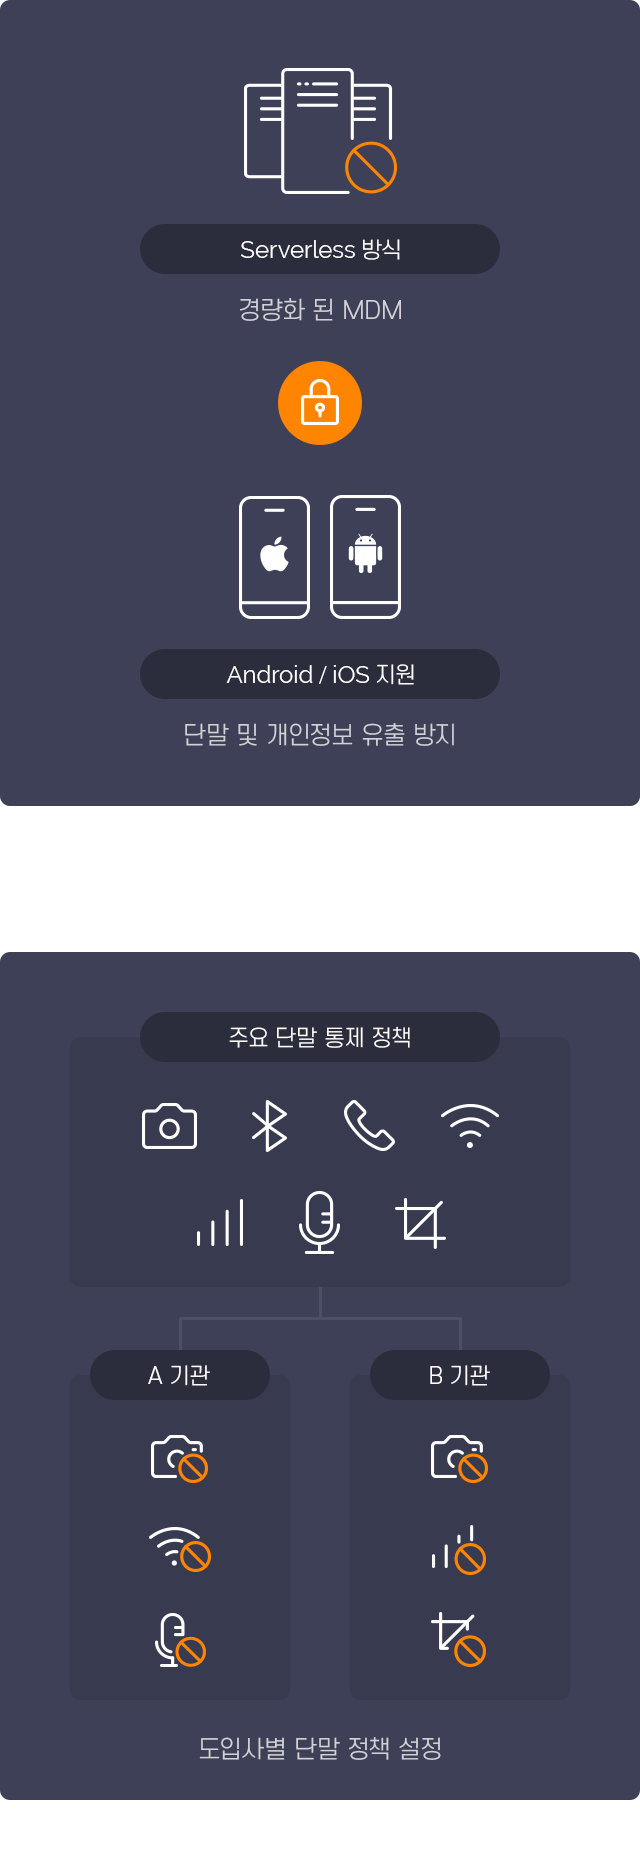 Serverless 방식
경량화 된 MDM
Android / iOS 지원
단말 및 개인정보 유출 방지
주요 단말 통제 정책
A 기관
B 기관
도입사별 단말 정책 설정